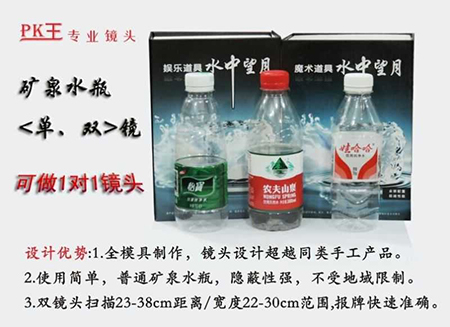 PK王专业镜头
娱乐道具 水中望月
魔术道具 水中望月
矿泉水瓶
<单、双>镜
可做1对1镜头
怡寶
农夫山泉
NONGFU SPRING
娃哈哈
设计优势:1.全模具制作，镜头设计超越同类手工产品。
2.使用简单，普通矿泉水瓶，隐蔽性强，不受地域限制。
3.双镜头扫描23-38cm距离/宽度22-30cm范围,报牌快速准确。